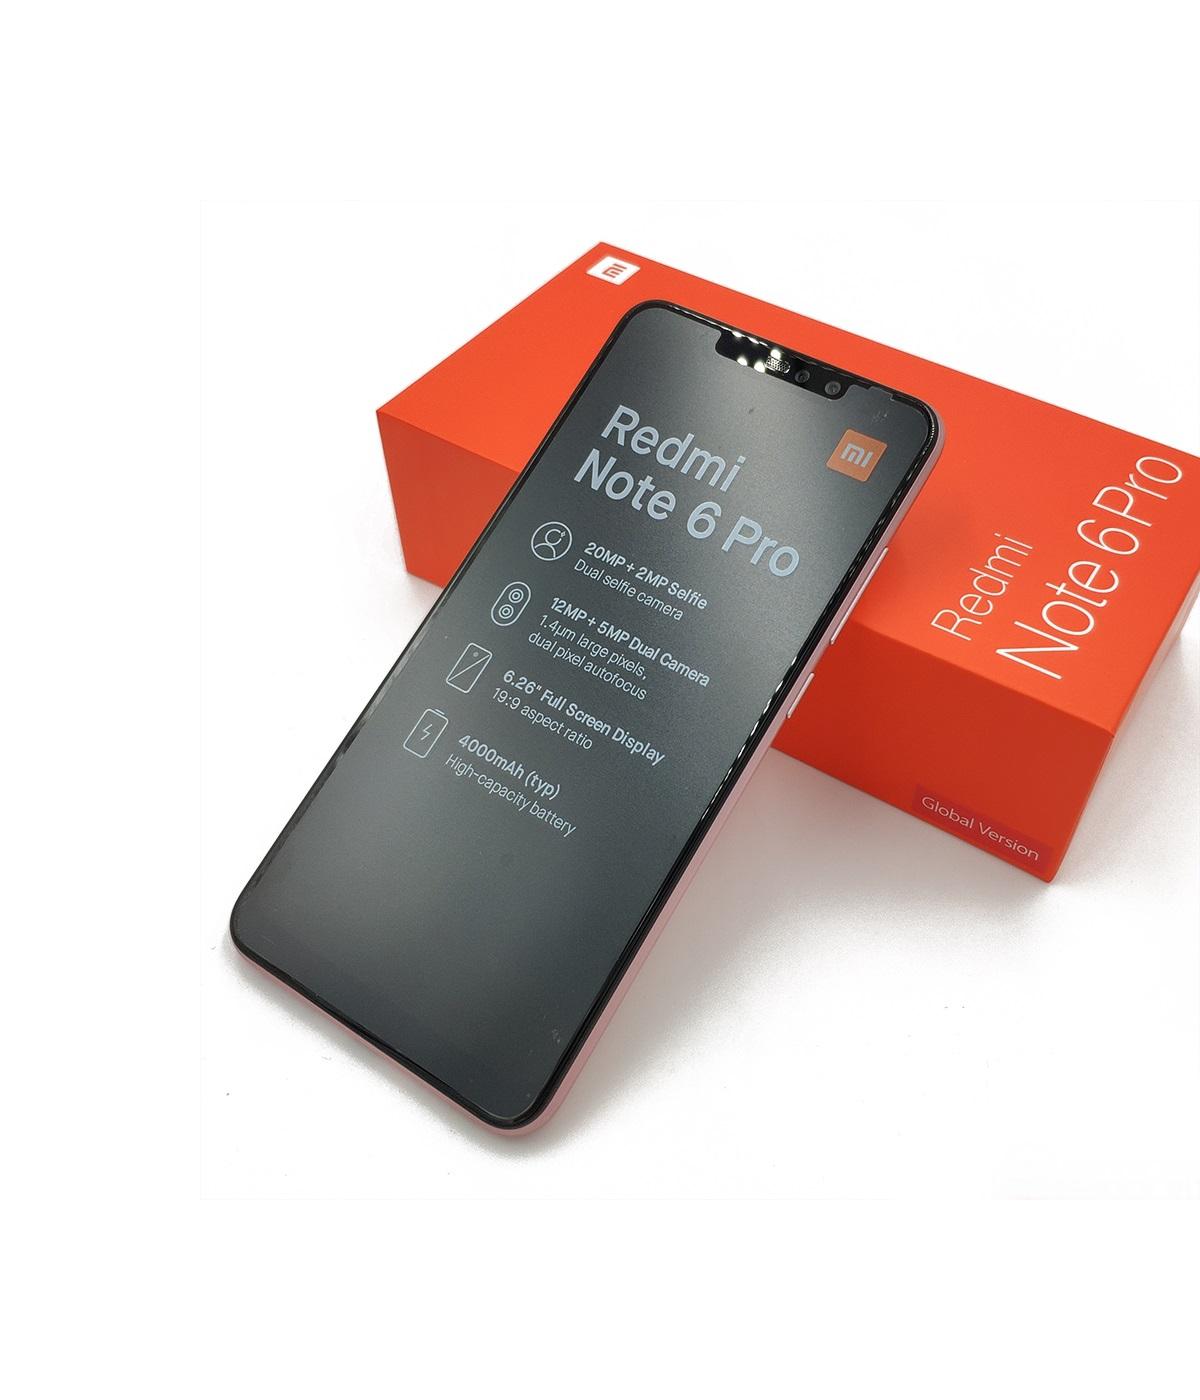 Redmi
Note 6 Pro
mi
20MP + 2MP Selfie
Dual selfie camera
12MP + 5MP Dual Camera
1.4μm large pixels,
dual pixel autofocus
6.26" Full Screen Display
19:9 aspect ratio
4000mAh (typ)
High-capacity battery
mi
Redmi
Note 6 Pro
Global Version